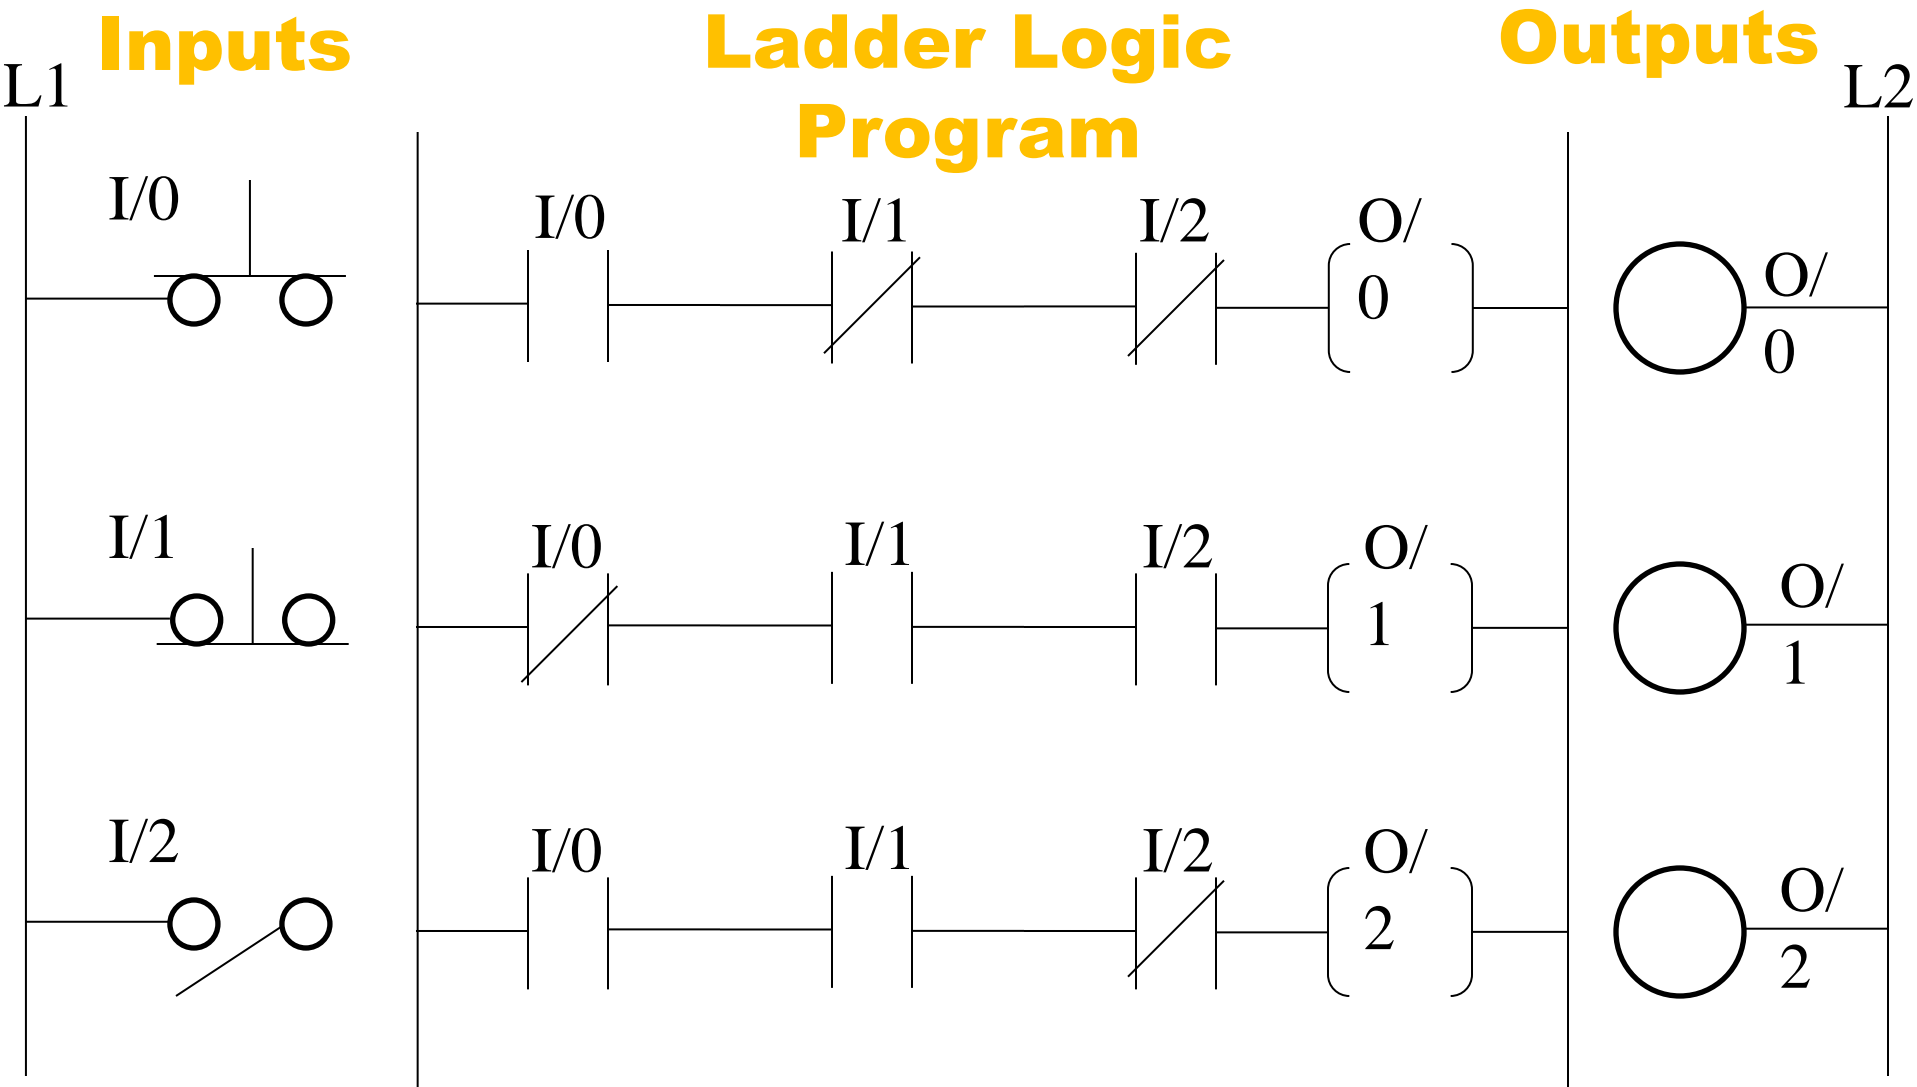 Inputs
Ladder Logic
Program
Outputs
L1
L2
I/0
I/0
I/1
I/2
O/
0
O/
0
I/1
I/0
I/1
I/2
O/
1
O/
1
I/2
I/0
I/1
I/2
O/
2
O/
2